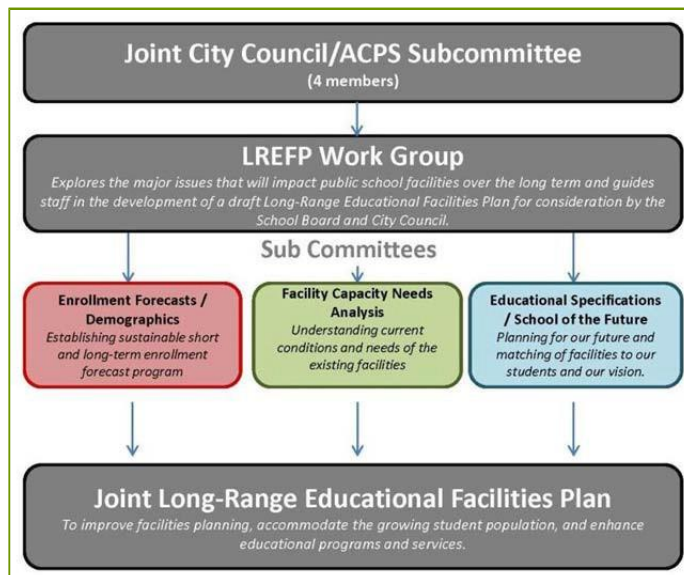 Joint City Council/ACPS Subcommittee
(4 members)
LREFP Work Group
Explores the major issues that will impact public school facilities over the long term and guides
staff in the development of a draft Long-Range Educational Facilities Plan for consideration by the
School Board and City Council.
Sub Committees
Enrollment Forecasts /
Demographics
Establishing sustainable short
and long-term enrollment
forecast program
Facility Capacity Needs
Analysis
Understanding current
conditions and needs of the
existing facilities
Educational Specifications
/ School of the Future
Planning for our future and
matching of facilities to our
students and our vision.
Joint Long-Range Educational Facilities Plan
To improve facilities planning, accommodate the growing student population, and enhance
educational programs and services.